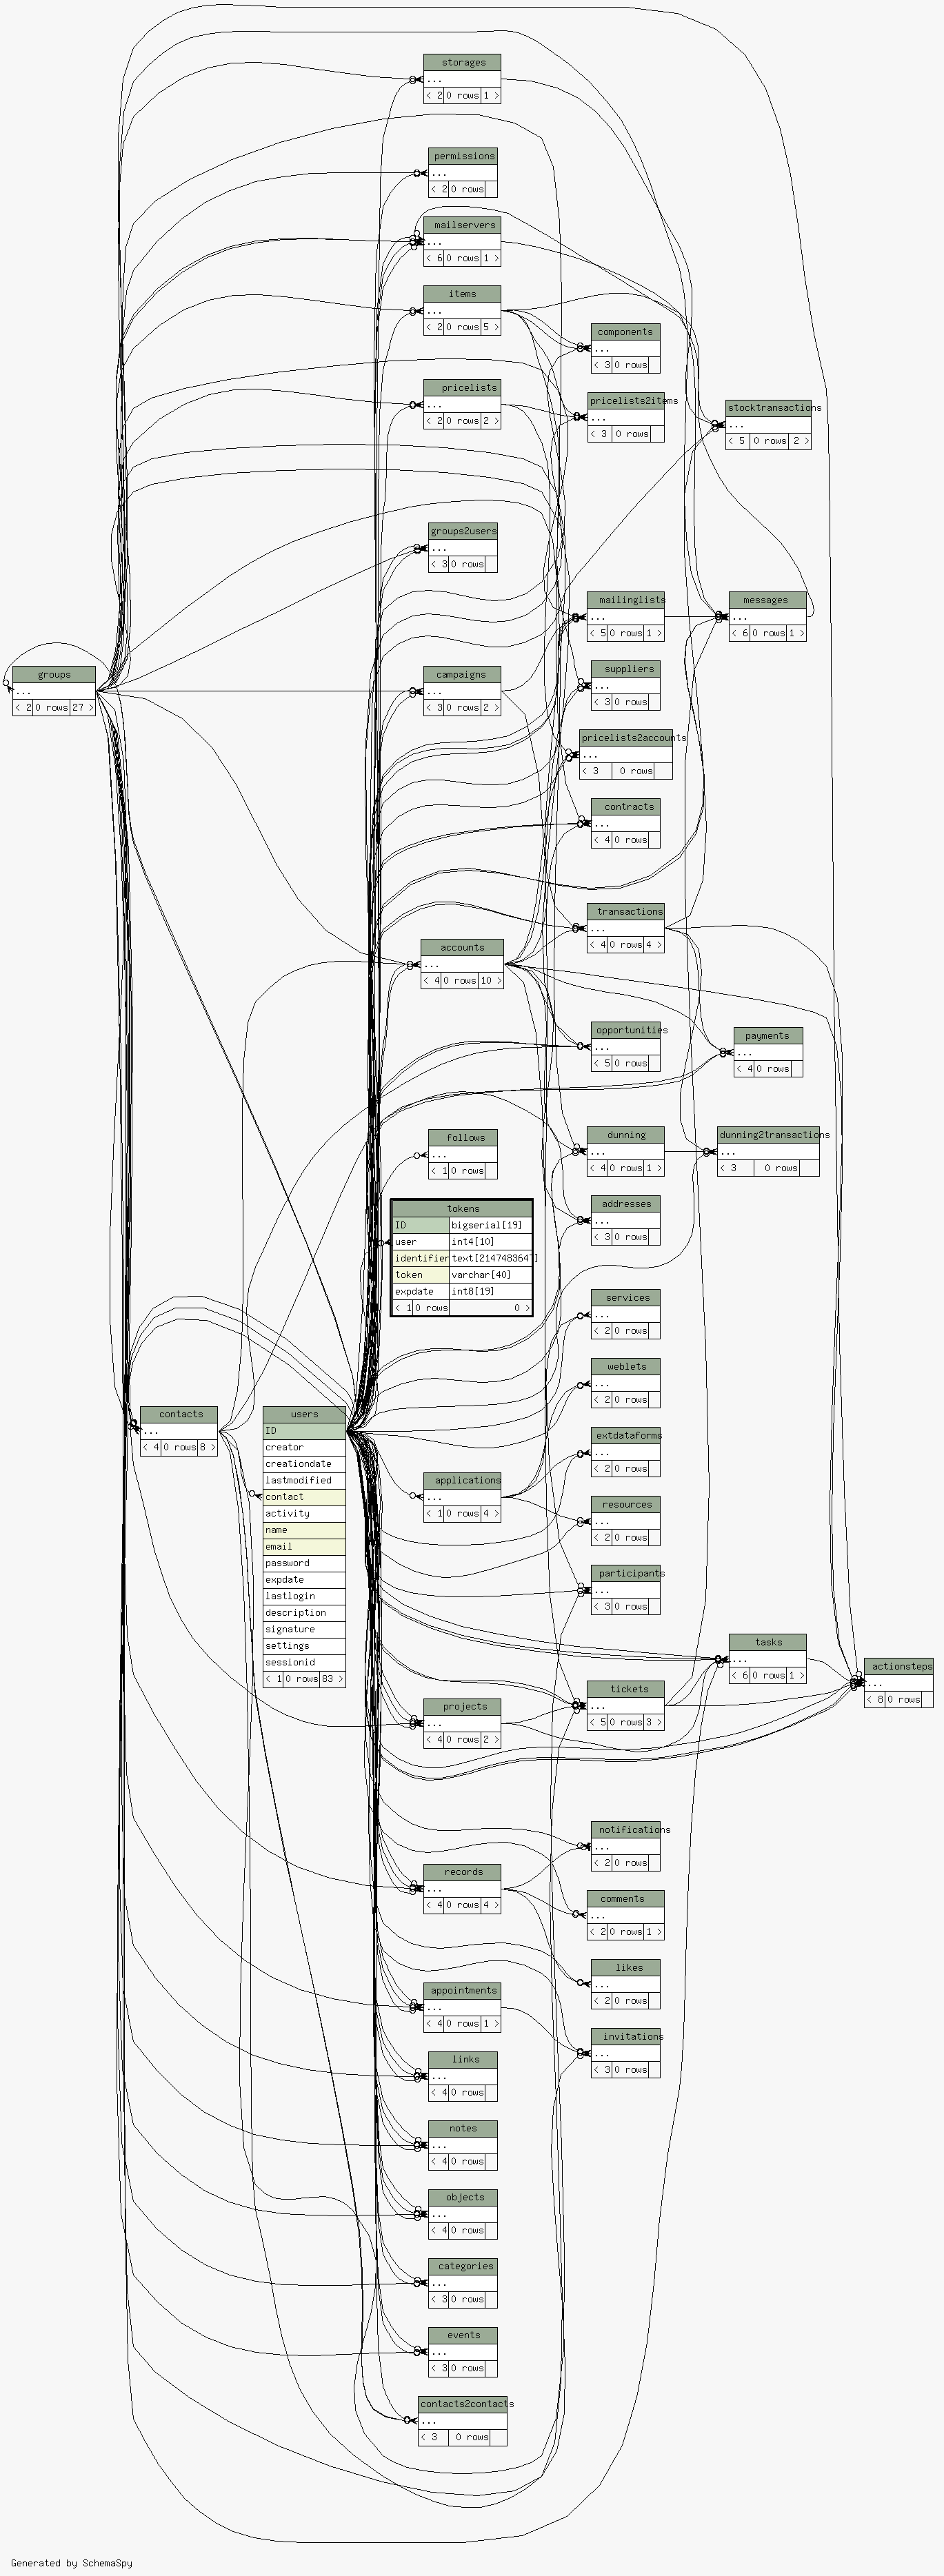 storages
...
< 2 0 rows 1 >
permissions
...
< 2 0 rows
mailservers
...
< 6 0 rows 1 >
items
...
< 2 0 rows 5 >
components
...
< 3 0 rows
pricelists
...
< 2 0 rows 2 >
pricelists2items
...
< 3 0 rows
stocktransactions
...
< 5 0 rows 2 >
groups2users
...
< 3 0 rows
mailinglists
...
< 5 0 rows 1 >
messages
...
< 6 0 rows 1 >
groups
...
< 2 0 rows 27 >
campaigns
...
< 3 0 rows 2 >
suppliers
...
< 3 0 rows
pricelists2accounts
...
< 3 0 rows
contracts
...
< 4 0 rows
transactions
...
< 4 0 rows 4 >
accounts
...
< 4 0 rows 10 >
opportunities
...
< 5 0 rows
payments
...
< 4 0 rows
follows
...
< 1 0 rows
dunning
...
< 4 0 rows 1 >
dunning2transactions
...
< 3 0 rows
tokens
ID bigserial[19]
user int4[10]
identifier text[2147483647]
token varchar[40]
expdate int8[19]
< 1 0 rows 0 >
addresses
...
< 3 0 rows
services
...
< 2 0 rows
weblets
...
< 2 0 rows
contacts
...
< 4 0 rows 8 >
users
ID
creator
creationdate
lastmodified
contact
activity
name
email
password
expdate
lastlogin
description
signature
settings
sessionid
< 1 0 rows 83 >
extdataforms
...
< 2 0 rows
applications
...
< 1 0 rows 4 >
resources
...
< 2 0 rows
participants
...
< 3 0 rows
tasks
...
< 6 0 rows 1 >
actionsteps
...
< 8 0 rows
projects
...
< 4 0 rows 2 >
tickets
...
< 5 0 rows 3 >
notifications
...
< 2 0 rows
records
...
< 4 0 rows 4 >
comments
...
< 2 0 rows 1 >
likes
...
< 2 0 rows
appointments
...
< 4 0 rows 1 >
invitations
...
< 3 0 rows
links
...
< 4 0 rows
notes
...
< 4 0 rows
objects
...
< 4 0 rows
categories
...
< 3 0 rows
events
...
< 3 0 rows
contacts2contacts
...
< 3 0 rows
Generated by SchemaSpy